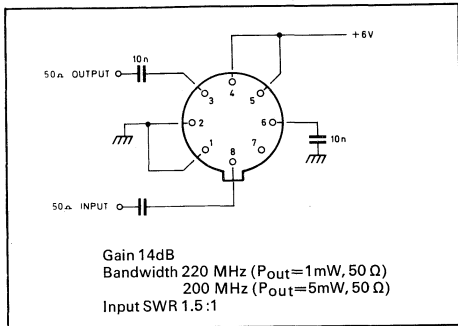 +6V
10n
50Ω OUTPUT
4
3
5
2
6
10n
1
7
8
50Ω INPUT
Gain 14dB
Bandwidth 220 MHz (Pout=1mW, 50 Ω)
200 MHz (Pout=5mW, 50 Ω)
Input SWR 1.5:1